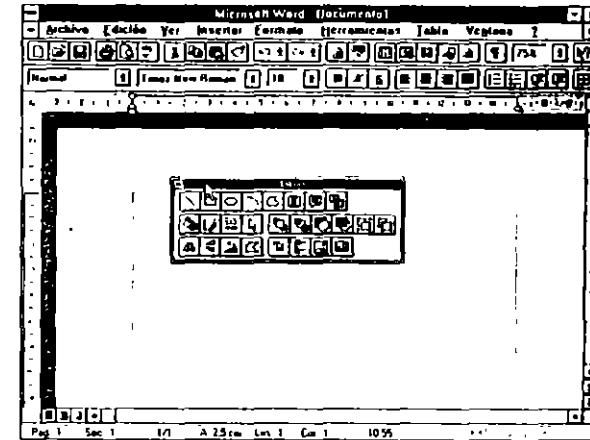 Microsoft Word - [Documento1]
Archivo Edición Ver Insertar Formato Herramientas Tabla Ventana ?
75%
Normal Times New Roman 10
Pág. 1 Sec. 1 1/1 A 2.5 cm Lín. 1 Col. 1 10:55